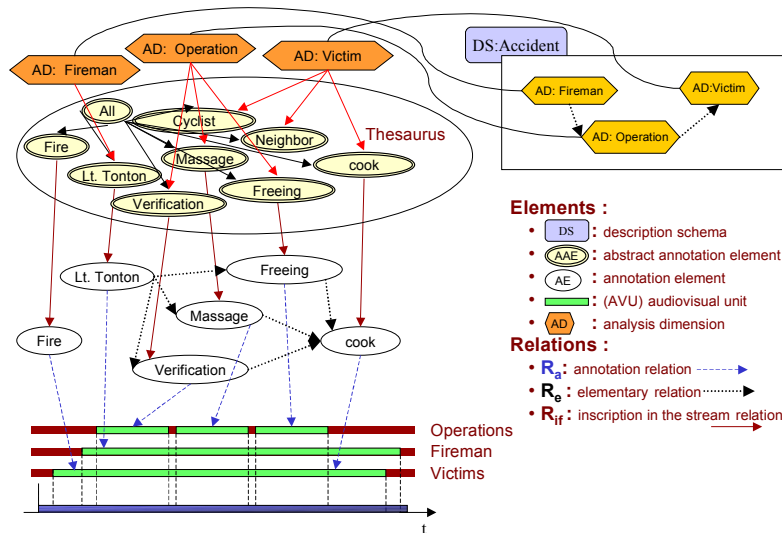 AD: Operation
DS:Accident
AD: Fireman
AD: Victim
AD: Fireman
AD:Victim
AD: Operation
All
Cyclist
Thesaurus
Fire
Neighbor
Massage
cook
Lt. Tonton
Freeing
Verification
Elements :
• DS : description schema
• AAE : abstract annotation element
• AE : annotation element
• (AVU) audiovisual unit
• AD : analysis dimension
Relations :
• Ra : annotation relation
• Re : elementary relation
• Rif : inscription in the stream relation
Lt. Tonton
Freeing
Massage
Fire
cook
Verification
Operations
Fireman
Victims
t